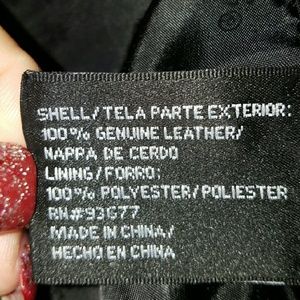 SHELL/TELA PARTE EXTERIOR:
100% GENUINE LEATHER/
NAPPA DE CERDO
LINING/FORRO:
100% POLYESTER/POLIESTER
RN#93677
MADE IN CHINA/
HECHO EN CHINA